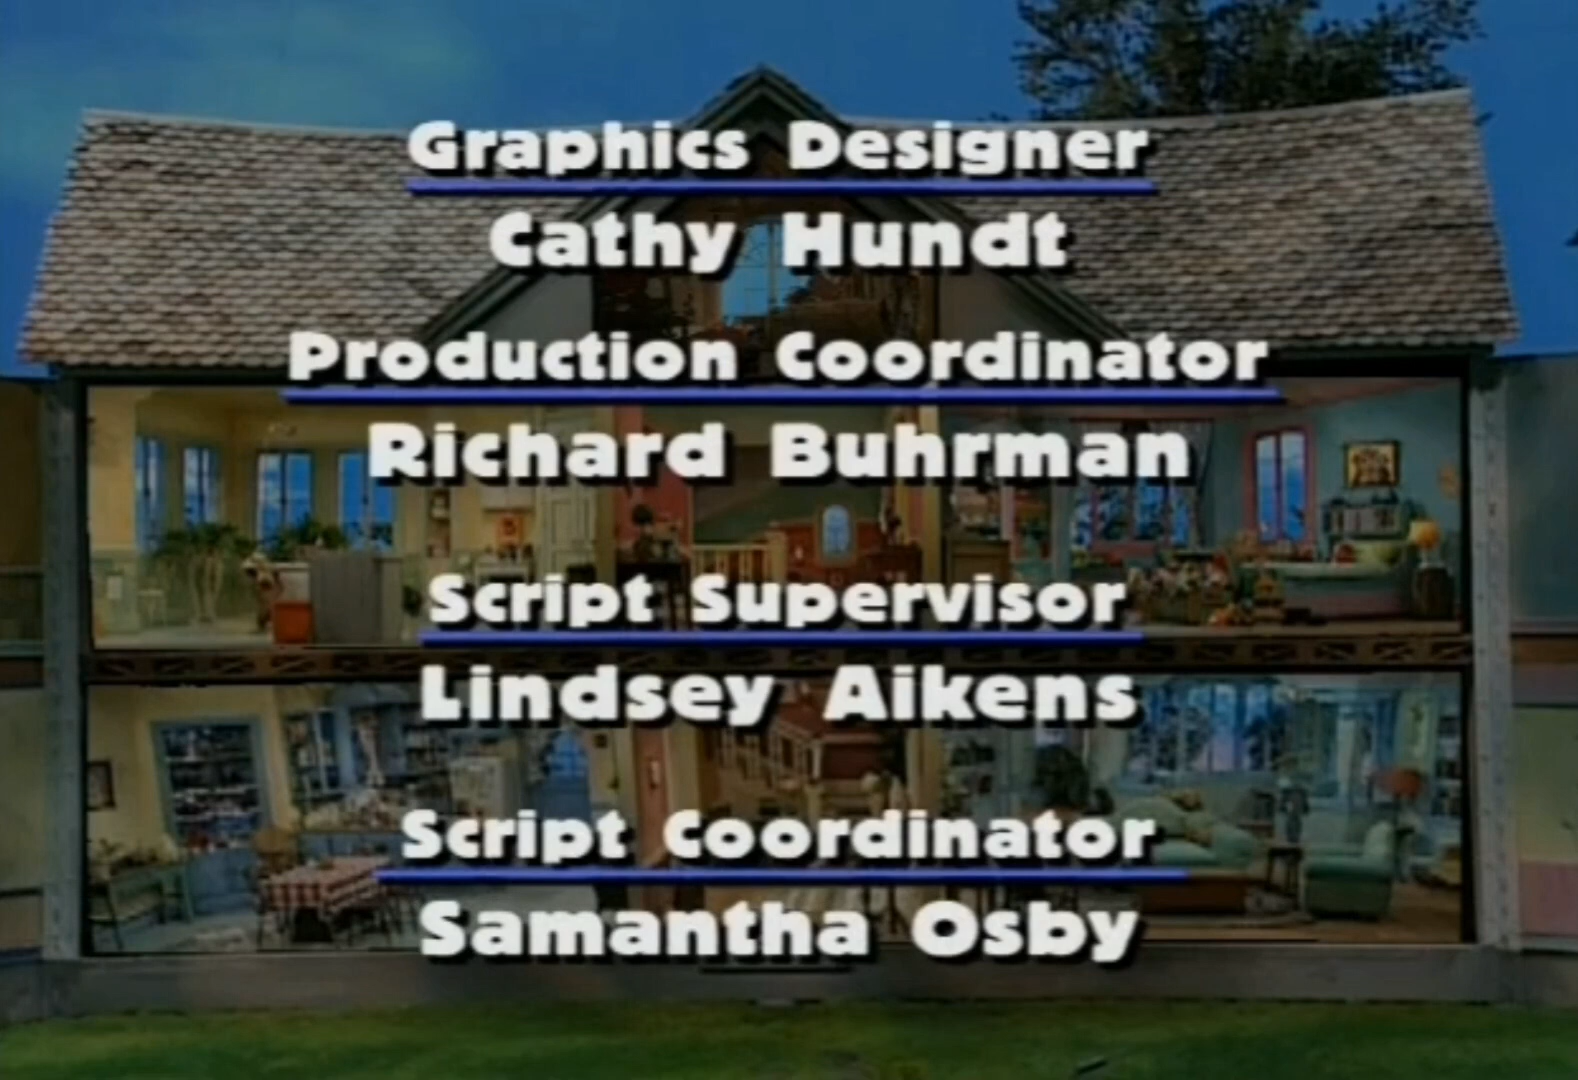 Graphics Designer
Cathy Hundt
Production Coordinator
Richard Buhrman
Script Supervisor
Lindsey Aikens
Script Coordinator
Samantha Osby